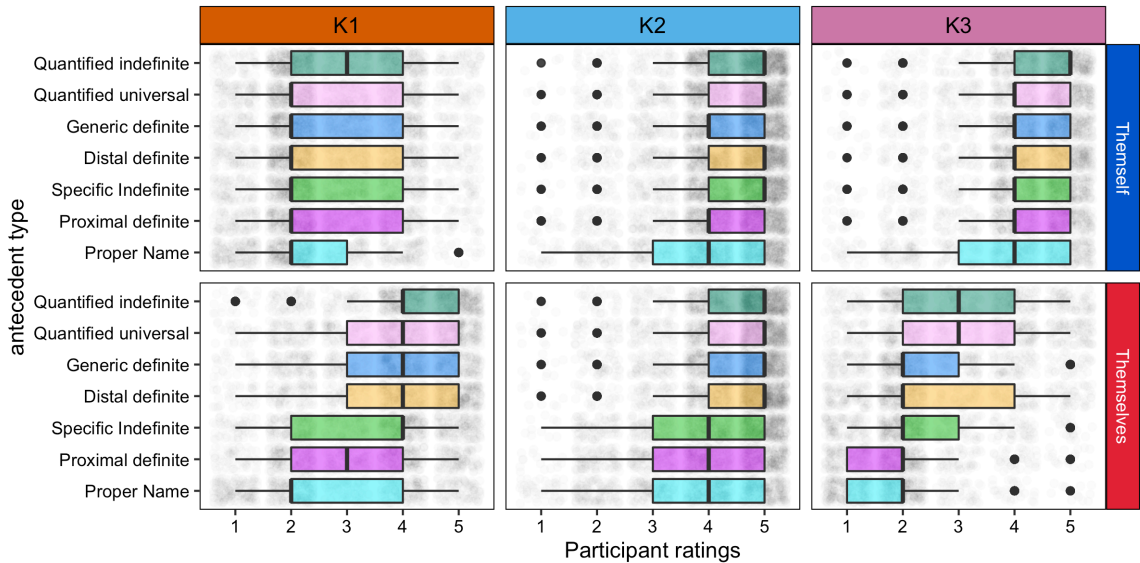 K1 K2 K3
Quantified indefinite
Quantified universal
Generic definite
Distal definite
Specific Indefinite
Proximal definite
Proper Name
Themself
antecedent type
Quantified indefinite
Quantified universal
Generic definite
Distal definite
Specific Indefinite
Proximal definite
Proper Name
Themselves
1 2 3 4 5 1 2 3 4 5 1 2 3 4 5
Participant ratings